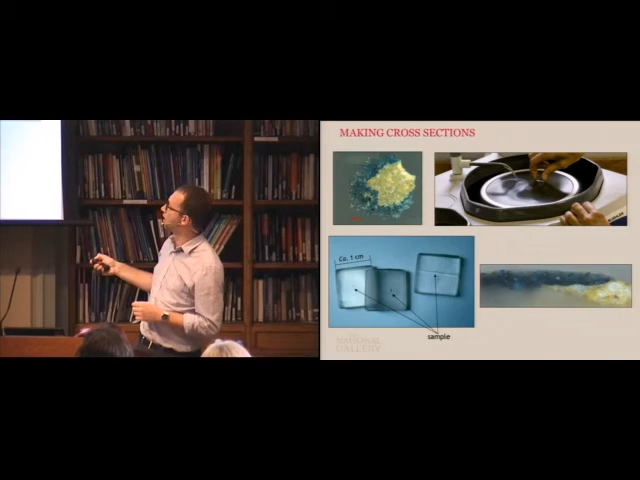 MAKING CROSS SECTIONS
Ca. 1 cm
sample
THE
NATIONAL
GALLERY